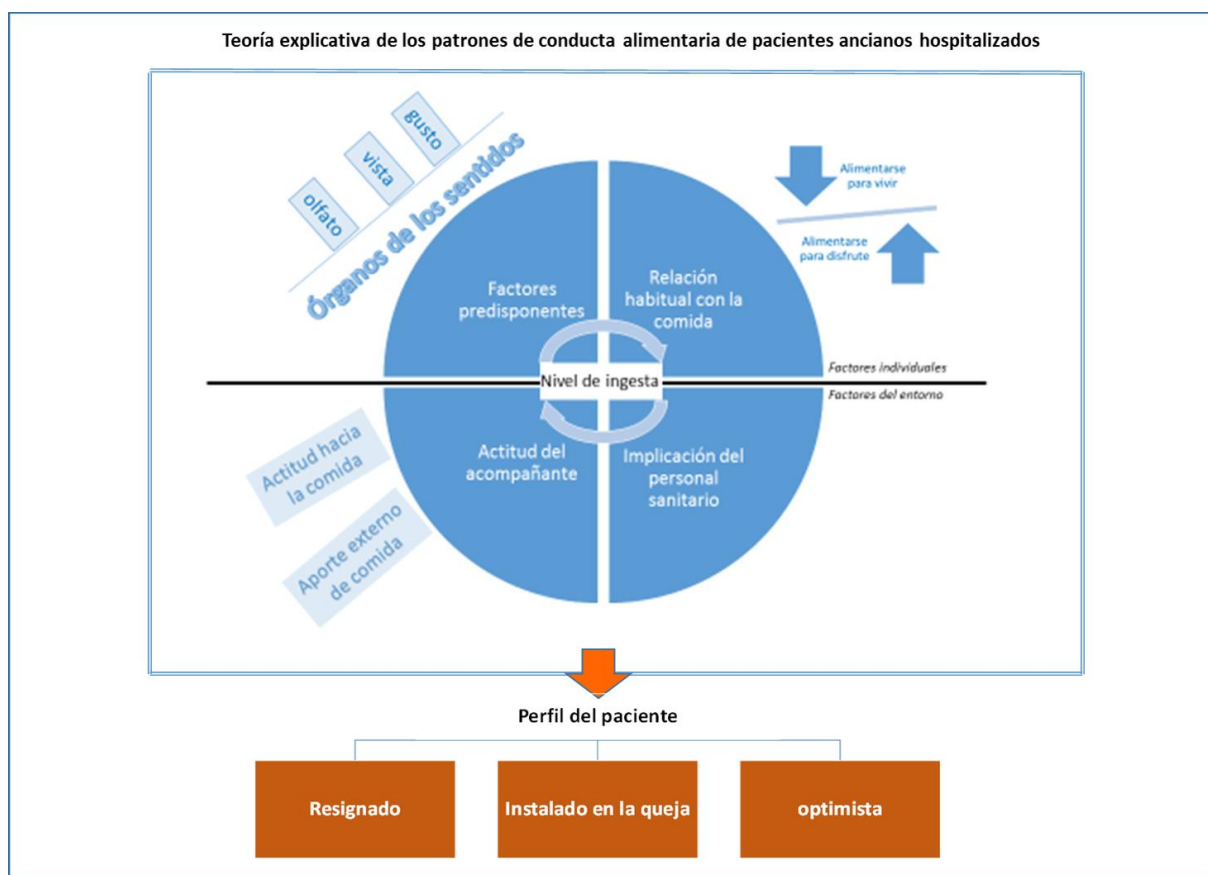 Teoría explicativa de los patrones de conducta alimentaria de pacientes ancianos hospitalizados
olfato
vista
gusto
Órganos de los sentidos
Alimentarse
para vivir
Alimentarse
para disfrute
Factores
predisponentes
Relación
habitual con la
comida
Nivel de ingesta
Factores individuales
Factores del entorno
Actitud hacia
la comida
Aporte externo
de comida
Actitud del
acompañante
Implicación del
personal
sanitario
Perfil del paciente
Resignado
Instalado en la queja
optimista